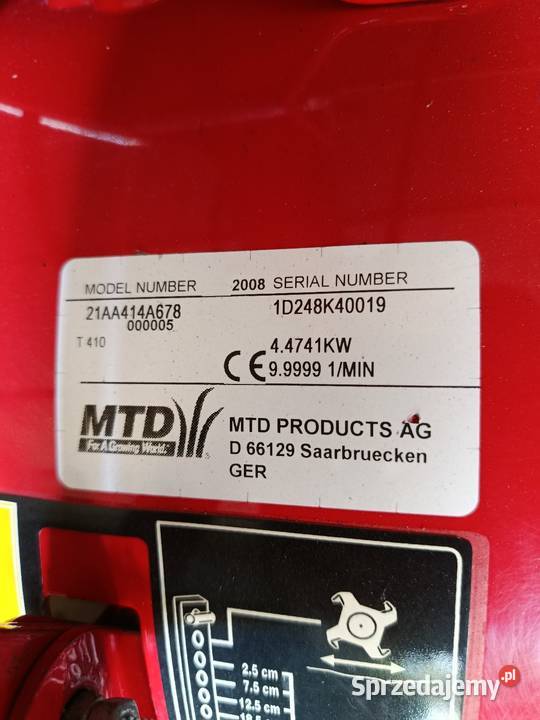 MODEL NUMBER 2008 SERIAL NUMBER
21AA414A678 1D248K40019
000005
T 410 4.4741KW
CE 9.9999 1/MIN
MTD MTD PRODUCTS AG
For A Growing World. D 66129 Saarbruecken
GER
2.5 cm
7.5 cm
12.5 cm
Sprzedajemy.pl